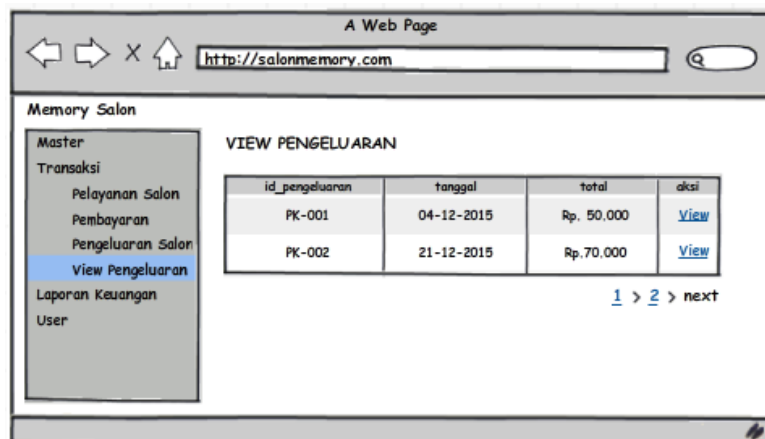 A Web Page
X
http://salonmemory.com
Memory Salon
Master
Transaksi
Pelayanan Salon
Pembayaran
Pengeluaran Salon
View Pengeluaran
Laporan Keuangan
User
VIEW PENGELUARAN
id_pengeluaran tanggal total aksi
PK-001 04-12-2015 Rp. 50.000 View
PK-002 21-12-2015 Rp.70.000 View
1 > 2 > next